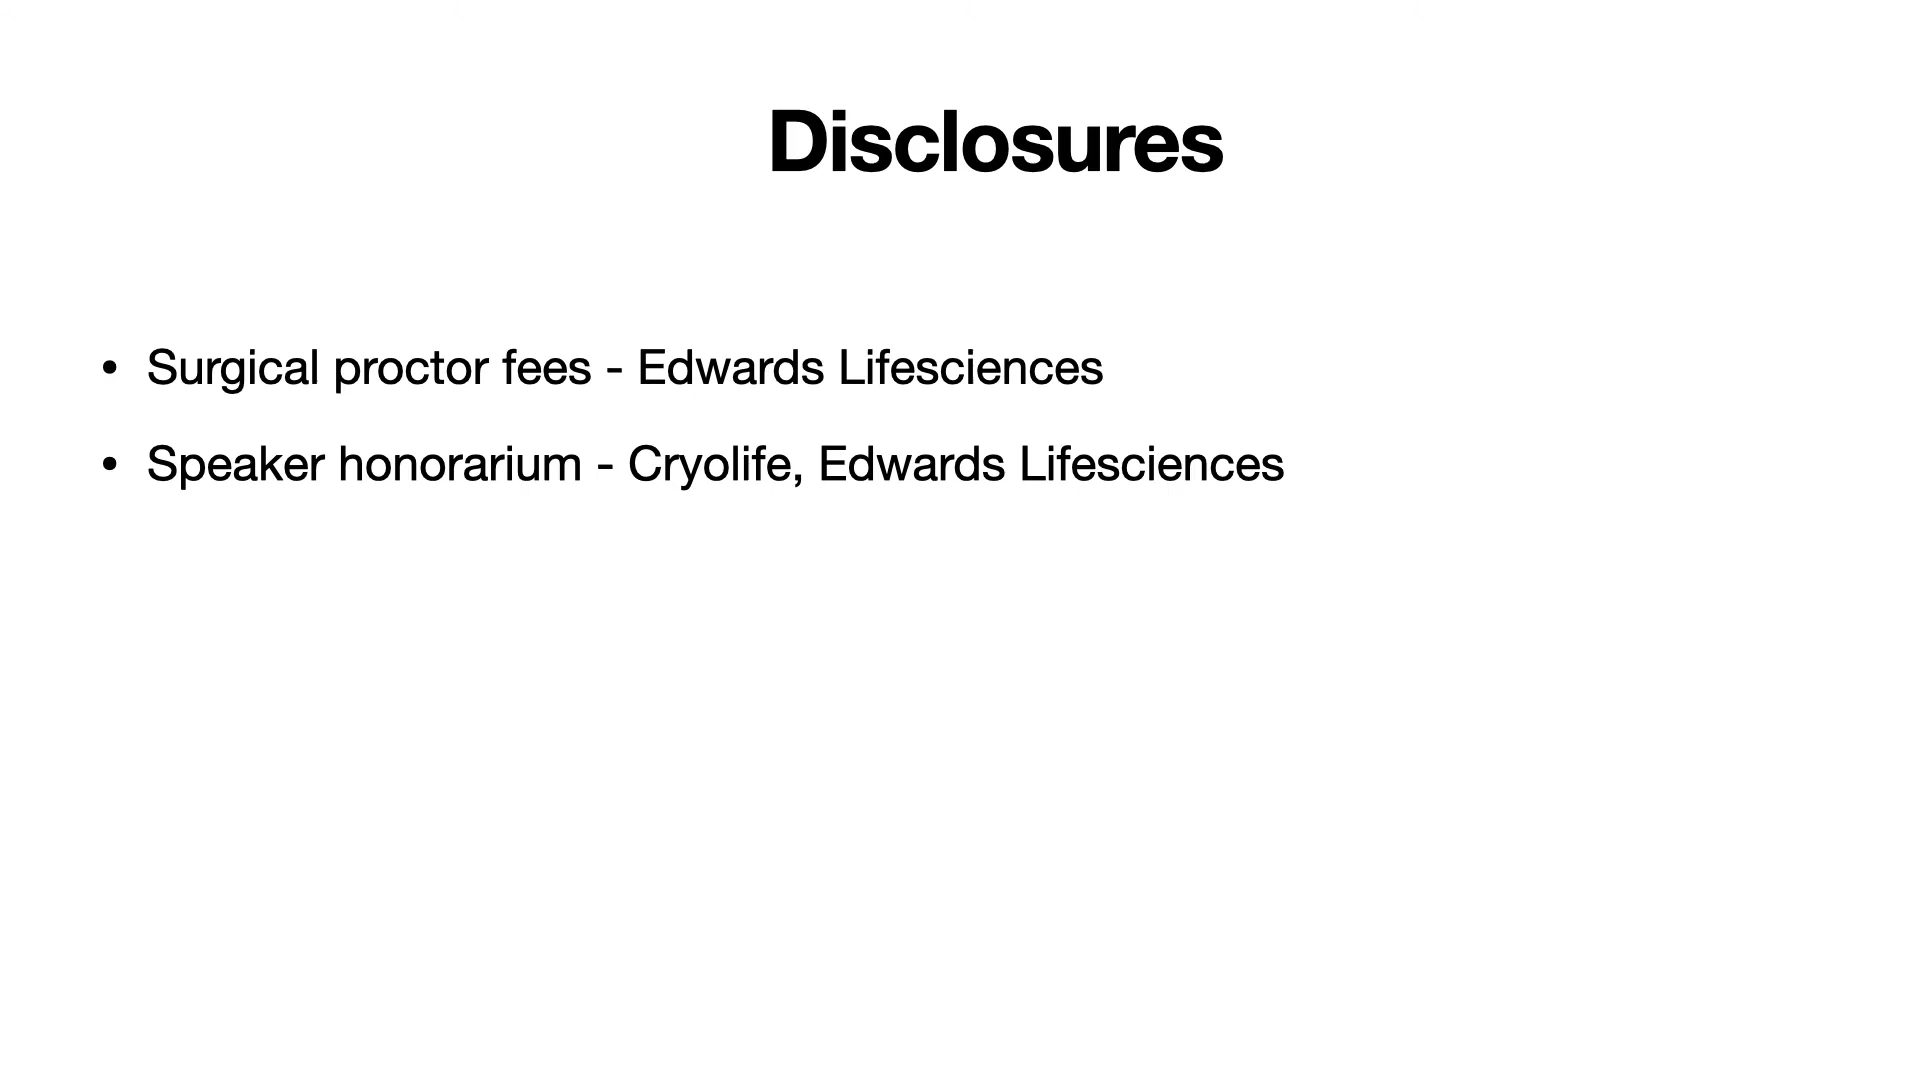 Disclosures
• Surgical proctor fees - Edwards Lifesciences
• Speaker honorarium - Cryolife, Edwards Lifesciences